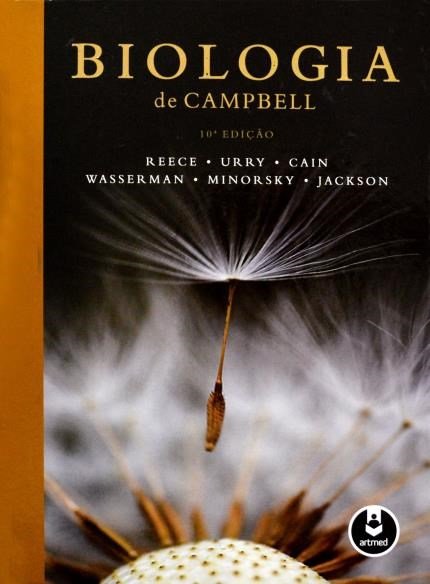 BIOLOGIA
de CAMPBELL
10ª EDIÇÃO
REECE • URRY • CAIN
WASSERMAN • MINORSKY • JACKSON
artmed